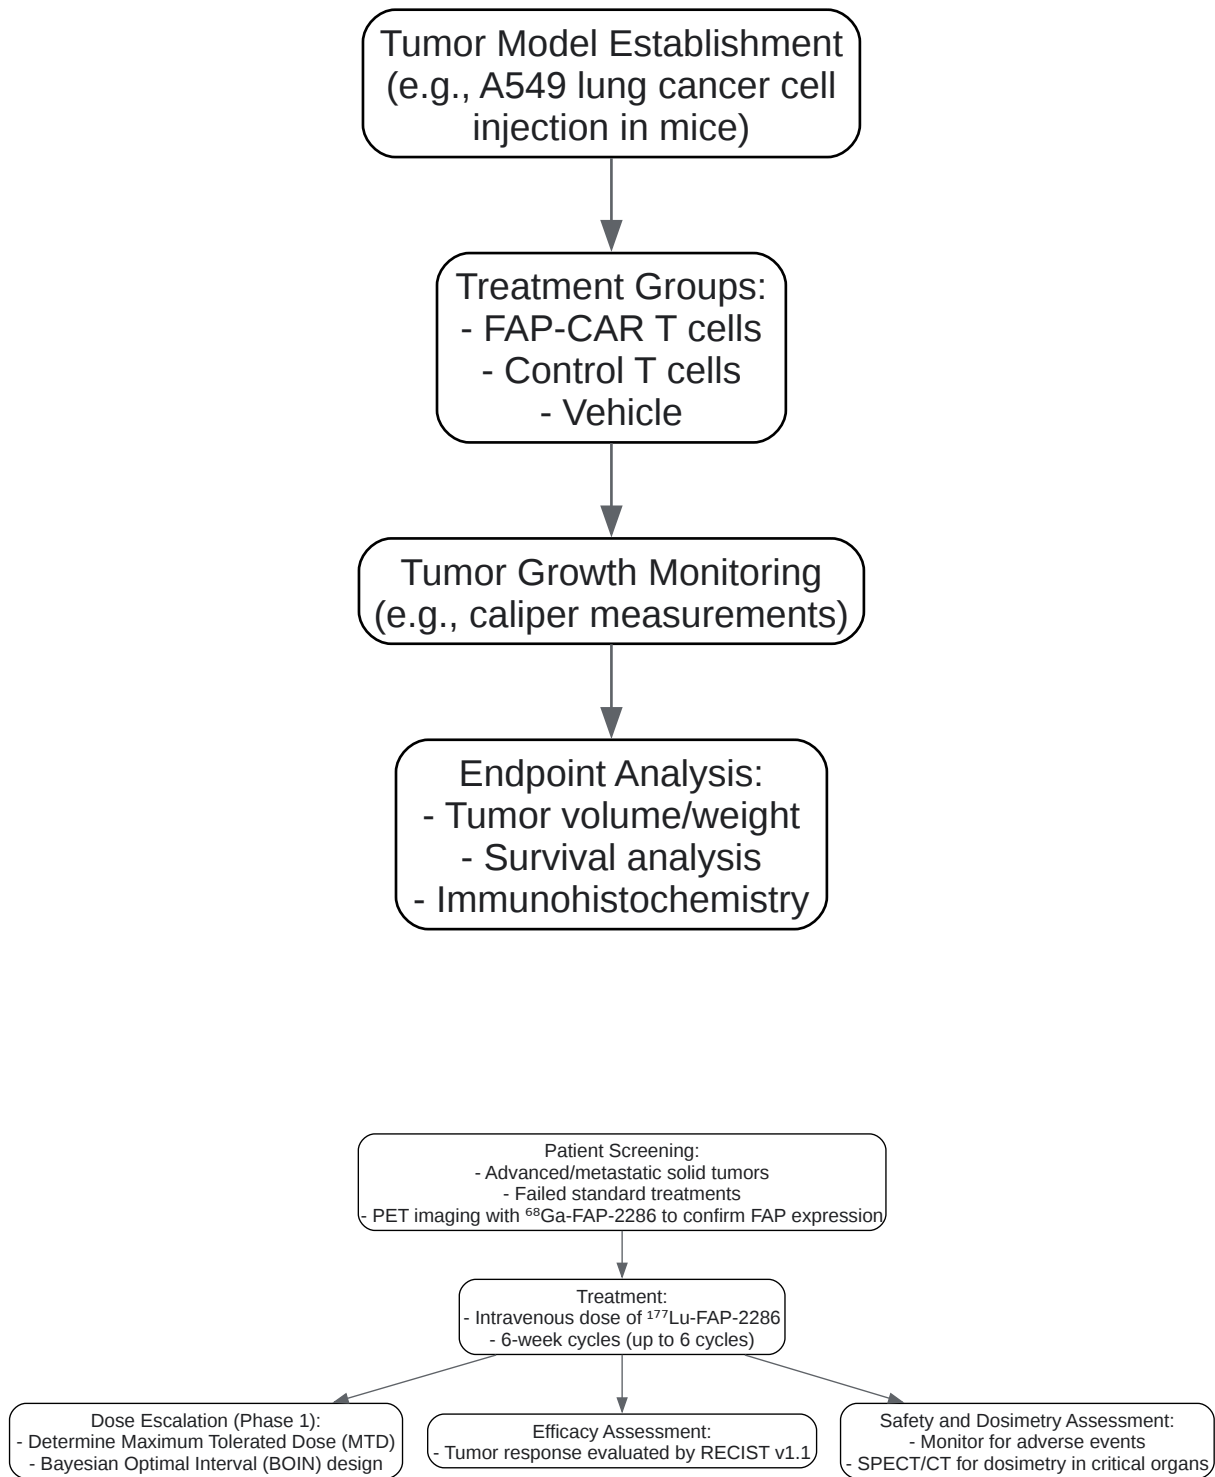 Tumor Model Establishment
(e.g., A549 lung cancer cell
injection in mice)
Treatment Groups:
- FAP-CAR T cells
- Control T cells
- Vehicle
Tumor Growth Monitoring
(e.g., caliper measurements)
Endpoint Analysis:
- Tumor volume/weight
- Survival analysis
- Immunohistochemistry
Patient Screening:
- Advanced/metastatic solid tumors
- Failed standard treatments
- PET imaging with ⁶⁸Ga-FAP-2286 to confirm FAP expression
Treatment:
- Intravenous dose of ¹⁷⁷Lu-FAP-2286
- 6-week cycles (up to 6 cycles)
Dose Escalation (Phase 1):
- Determine Maximum Tolerated Dose (MTD)
- Bayesian Optimal Interval (BOIN) design
Efficacy Assessment:
- Tumor response evaluated by RECIST v1.1
Safety and Dosimetry Assessment:
- Monitor for adverse events
- SPECT/CT for dosimetry in critical organs